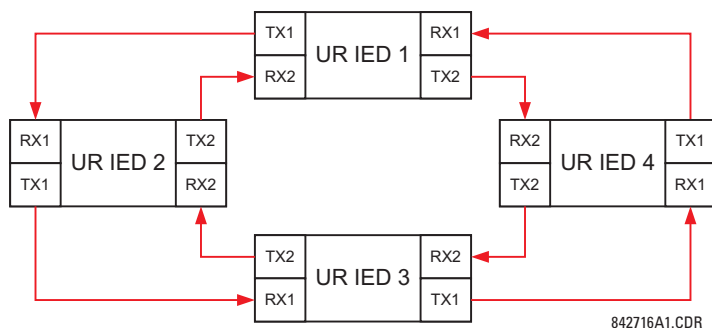 TX1 UR IED 1 RX1
RX2 TX2
RX1 UR IED 2 TX2
TX1 RX2
RX2 UR IED 4 TX1
TX2 RX1
TX2 UR IED 3 RX2
RX1 TX1
842716A1.CDR